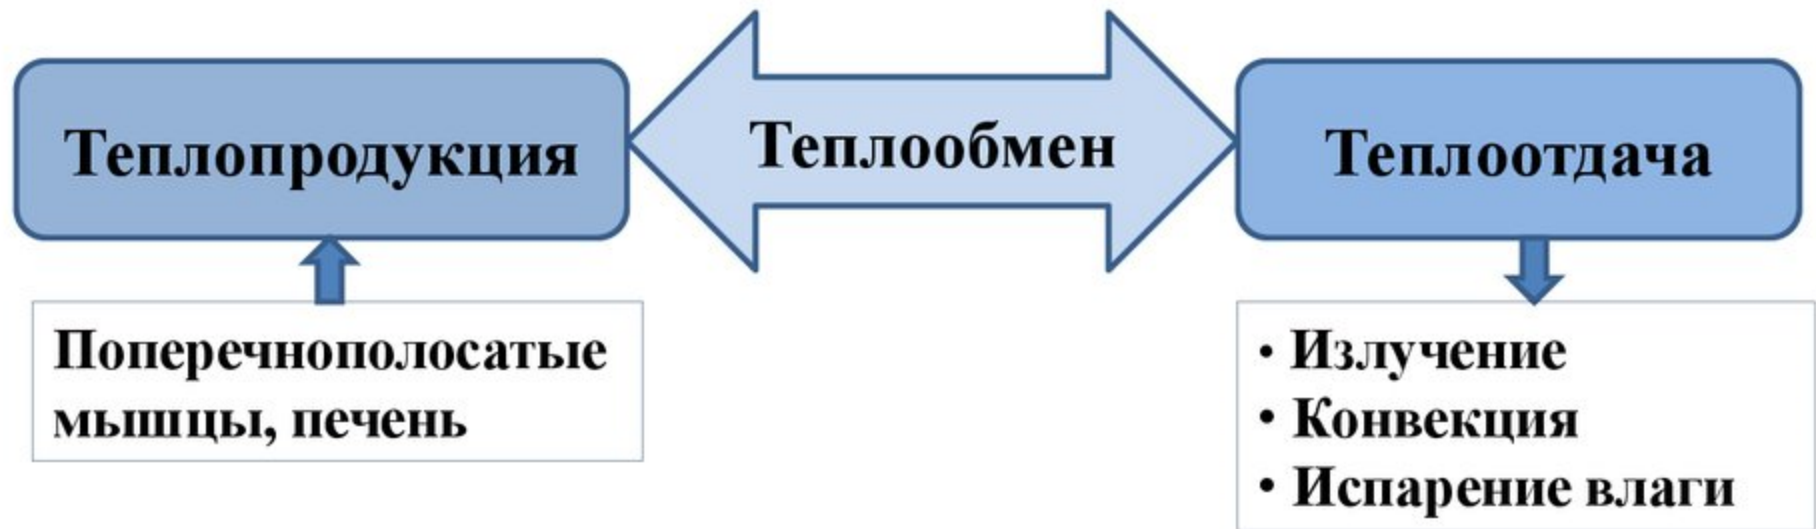 Теплопродукция
Теплообмен
Теплоотдача
Поперечнополосатые
мышцы, печень
• Излучение
• Конвекция
• Испарение влаги